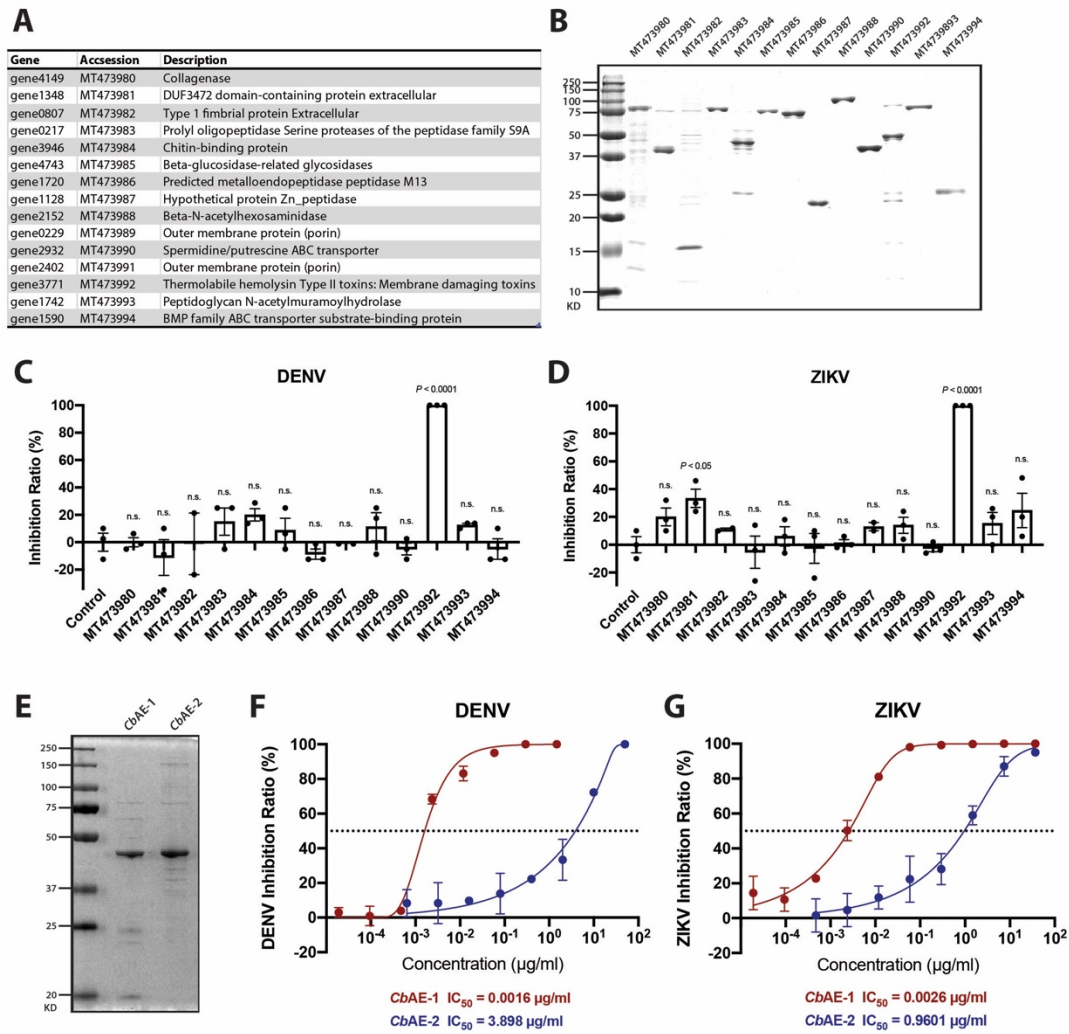 A
Gene Accsession Description
gene4149 MT473980 Collagenase
gene1348 MT473981 DUF3472 domain-containing protein extracellular
gene0807 MT473982 Type 1 fimbrial protein Extracellular
gene0217 MT473983 Prolyl oligopeptidase Serine proteases of the peptidase family S9A
gene3946 MT473984 Chitin-binding protein
gene4743 MT473985 Beta-glucosidase-related glycosidases
gene1720 MT473986 Predicted metalloendopeptidase peptidase M13
gene1128 MT473987 Hypothetical protein Zn_peptidase
gene2152 MT473988 Beta-N-acetylhexosaminidase
gene0229 MT473989 Outer membrane protein (porin)
gene2932 MT473990 Spermidine/putrescine ABC transporter
gene2402 MT473991 Outer membrane protein (porin)
gene3771 MT473992 Thermolabile hemolysin Type II toxins: Membrane damaging toxins
gene1742 MT473993 Peptidoglycan N-acetylmuramoylhydrolase
gene1590 MT473994 BMP family ABC transporter substrate-binding protein
B
MT473980 MT473981 MT473982 MT473983 MT473984 MT473985 MT473986 MT473987 MT473988 MT473990 MT473992 MT4739893 MT473994
250
150
100
75
50
37
25
20
15
10
KD
C
DENV
Inhibition Ratio (%)
100
80
60
40
20
0
-20
n.s. n.s. n.s. n.s. n.s. n.s. n.s. n.s. n.s. n.s. P < 0.0001 n.s. n.s.
Control MT473980 MT473981 MT473982 MT473983 MT473984 MT473985 MT473986 MT473987 MT473988 MT473990 MT473992 MT473993 MT473994
D
ZIKV
Inhibition Ratio (%)
100
80
60
40
20
0
-20
n.s. P < 0.05 n.s. n.s. n.s. n.s. n.s. n.s. n.s. n.s. P < 0.0001 n.s. n.s.
Control MT473980 MT473981 MT473982 MT473983 MT473984 MT473985 MT473986 MT473987 MT473988 MT473990 MT473992 MT473993 MT473994
E
CbAE-1 CbAE-2
250
150
100
75
50
37
25
20
KD
F
DENV
DENV Inhibition Ratio (%)
100
80
60
40
20
0
-20
10-4 10-3 10-2 10-1 100 101 102
Concentration (µg/ml)
CbAE-1 IC50 = 0.0016 µg/ml
CbAE-2 IC50 = 3.898 µg/ml
G
ZIKV
ZIKV Inhibition Ratio (%)
100
80
60
40
20
0
-20
10-4 10-3 10-2 10-1 100 101 102
Concentration (µg/ml)
CbAE-1 IC50 = 0.0026 µg/ml
CbAE-2 IC50 = 0.9601 µg/ml